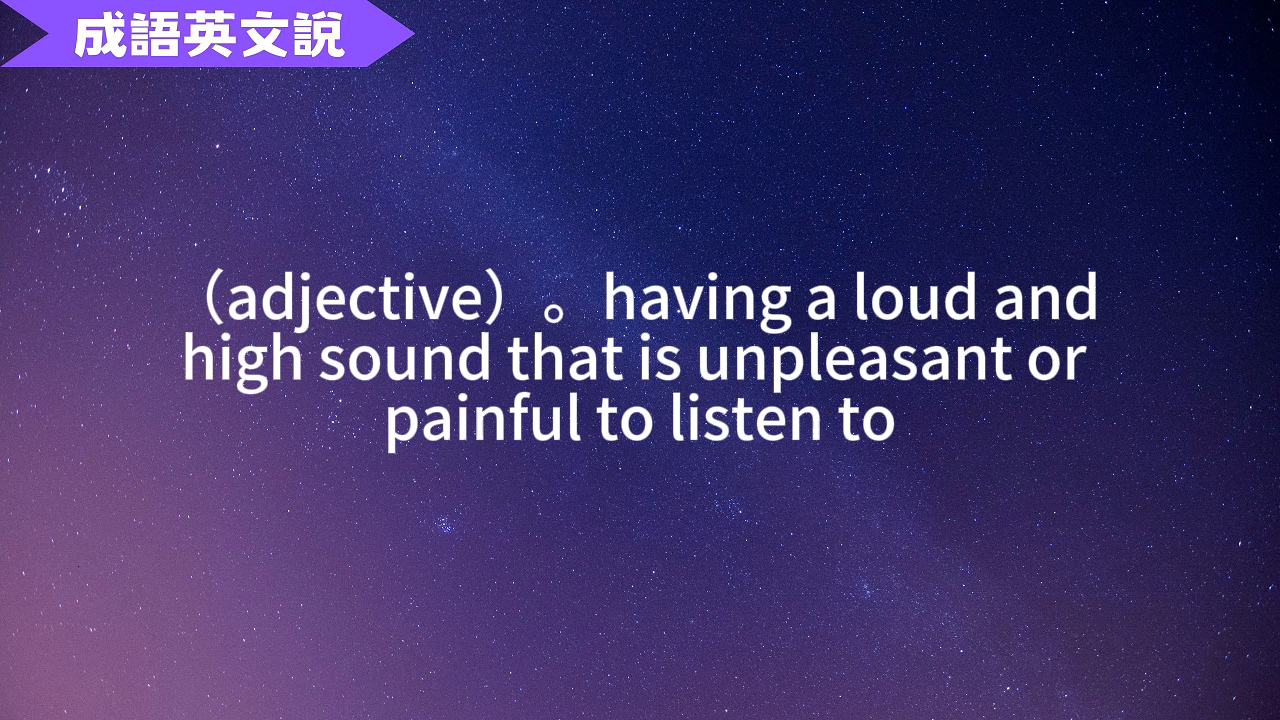 成語英文說
（adjective）。having a loud and
high sound that is unpleasant or
painful to listen to